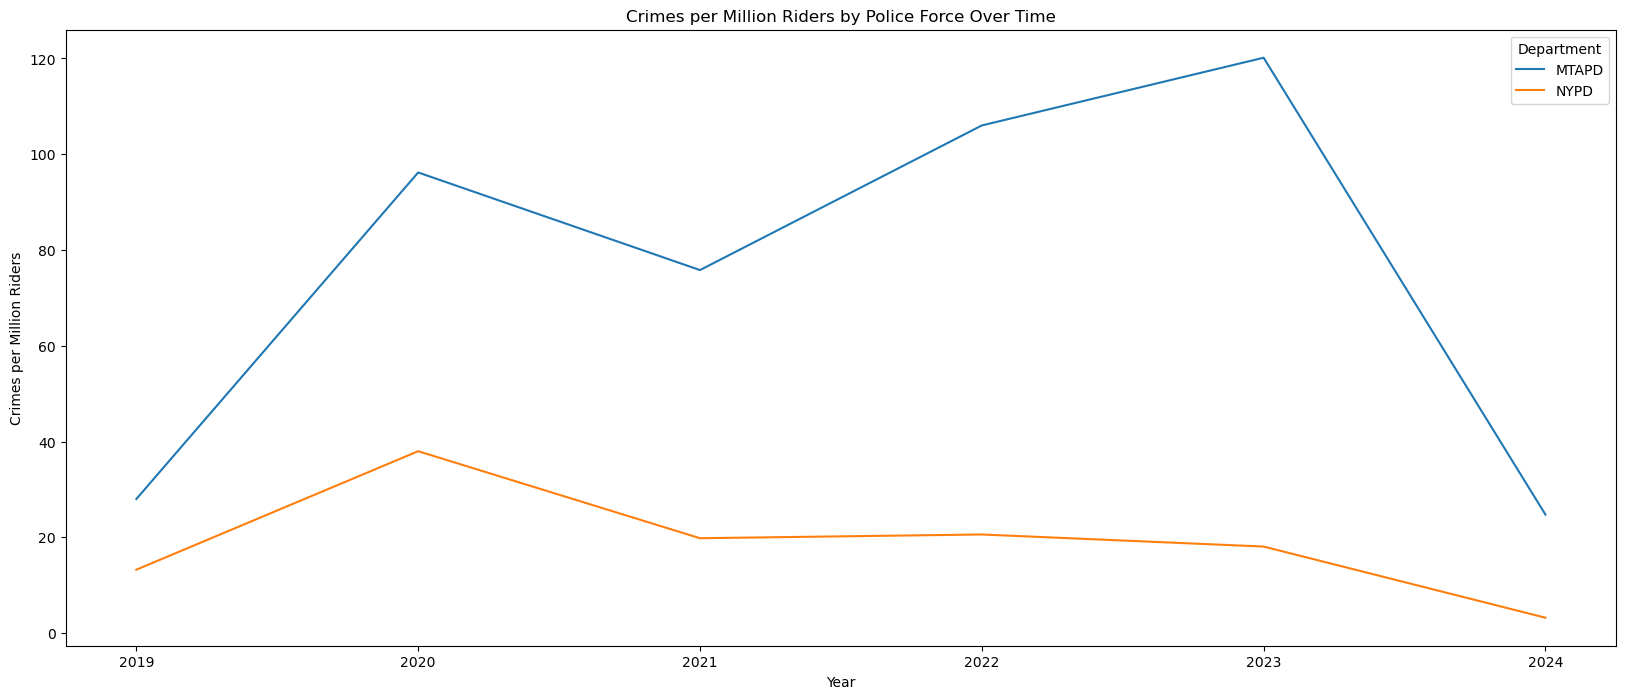 Crimes per Million Riders by Police Force Over Time
Department
MTAPD
NYPD
Crimes per Million Riders
120
100
80
60
40
20
0
2019 2020 2021 2022 2023 2024
Year